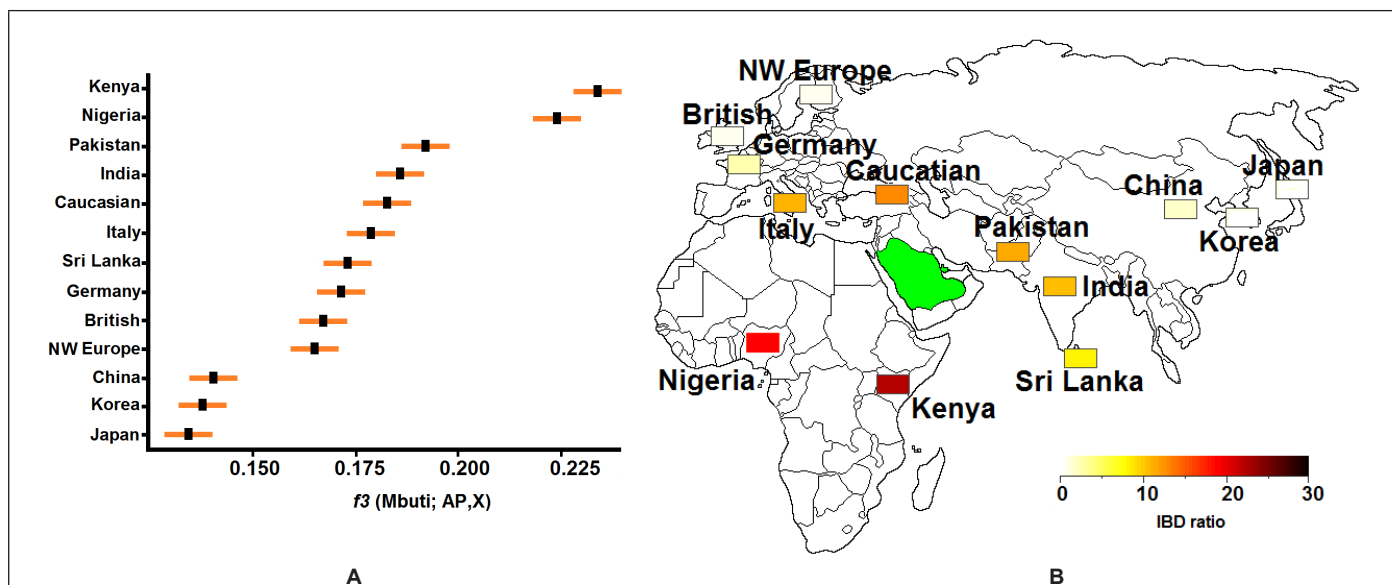 Kenya
Nigeria
Pakistan
India
Caucasian
Italy
Sri Lanka
Germany
British
NW Europe
China
Korea
Japan
0.150 0.175 0.200 0.225
f3 (Mbuti; AP,X)
A
NW Europe
British
Germany
Caucatian
Italy
Japan
China
Korea
Pakistan
India
Sri Lanka
Nigeria
Kenya
0 10 20 30
IBD ratio
B